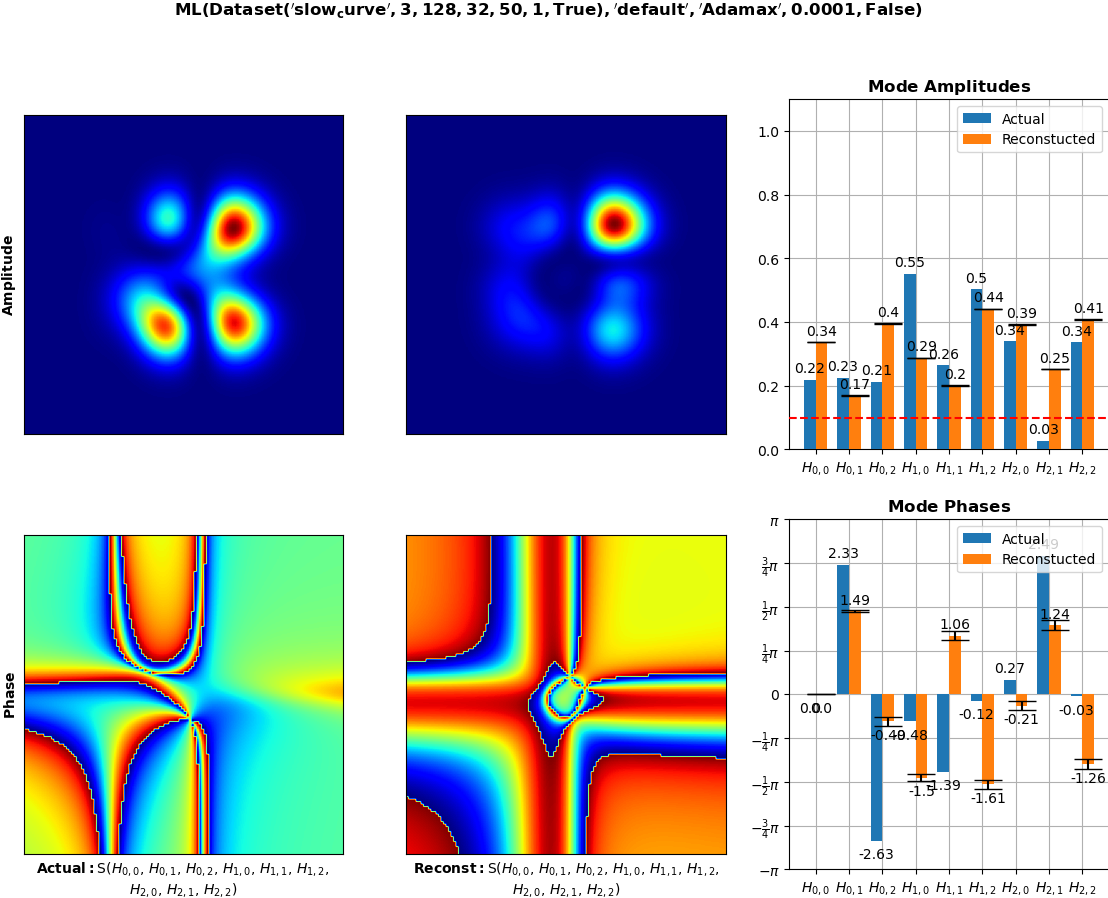 ML(Dataset('slow_curve', 3, 128, 32, 50, 1, True), 'default', 'Adamax', 0.0001, False)
Amplitude
Mode Amplitudes
Actual
Reconstucted
1.0
0.8
0.6
0.4
0.2
0.0
0.22 0.34
0.23 0.17
0.21 0.4
0.55 0.29
0.26 0.2
0.5 0.44
0.34 0.39
0.03 0.25
0.34 0.41
H0,0 H0,1 H0,2 H1,0 H1,1 H1,2 H2,0 H2,1 H2,2
Phase
Actual: S(H0,0, H0,1, H0,2, H1,0, H1,1, H1,2,
H2,0, H2,1, H2,2)
Reconst: S(H0,0, H0,1, H0,2, H1,0, H1,1, H1,2,
H2,0, H2,1, H2,2)
Mode Phases
Actual
Reconstucted
π
3/4π
1/2π
1/4π
0
−1/4π
−1/2π
−3/4π
−π
0.0 0.0
2.33 1.49
-2.63 -0.49
-0.48 -1.5
-1.39 1.06
-0.12 -1.61
0.27 -0.21
2.49 1.24
-0.03 -1.26
H0,0 H0,1 H0,2 H1,0 H1,1 H1,2 H2,0 H2,1 H2,2